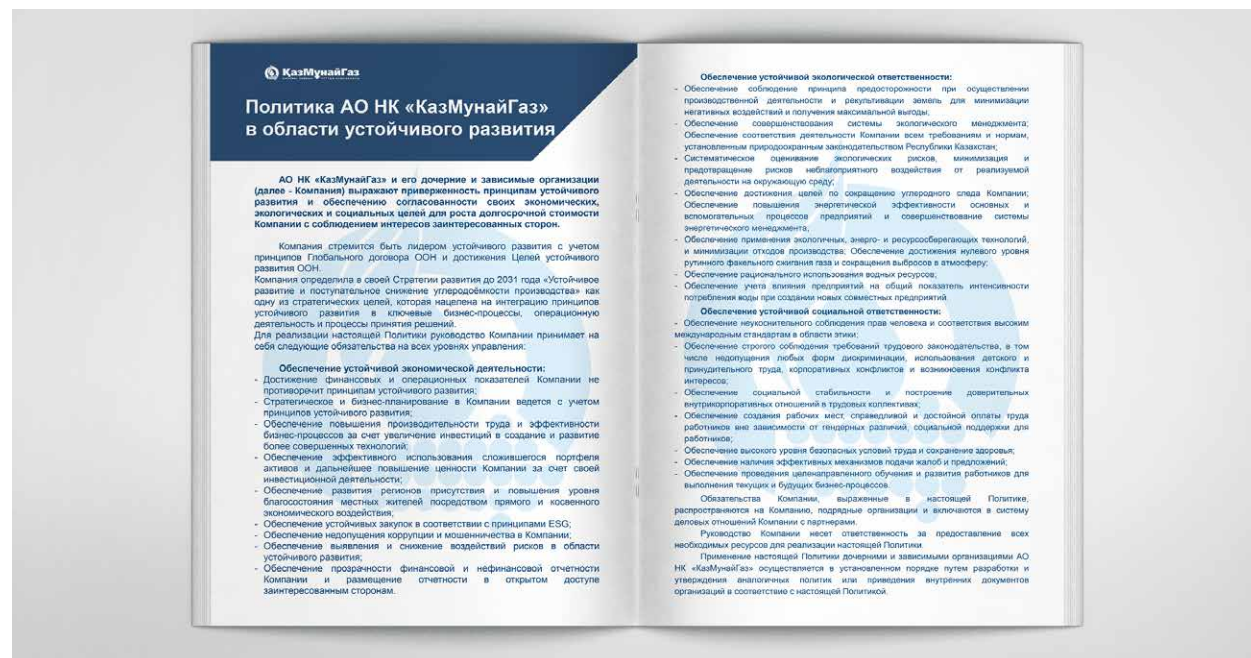 ҚазМұнайГаз
Политика АО НК «КазМунайГаз»
в области устойчивого развития
АО НК «КазМунайГаз» и его дочерние и зависимые организации
(далее - Компания) выражают приверженность принципам устойчивого
развития и обеспечению согласованности своих экономических,
экологических и социальных целей для роста долгосрочной стоимости
Компании с соблюдением интересов заинтересованных сторон.
Компания стремится быть лидером устойчивого развития с учетом
принципов Глобального договора ООН и достижения Целей устойчивого
развития ООН.
Компания определила в своей Стратегии развития до 2031 года «Устойчивое
развитие и поступательное снижение углеродоёмкости производства» как
одну из стратегических целей, которая нацелена на интеграцию принципов
устойчивого развития в ключевые бизнес-процессы, операционную
деятельность и процессы принятия решений.
Для реализации настоящей Политики руководство Компании принимает на
себя следующие обязательства на всех уровнях управления:
Обеспечение устойчивой экономической деятельности:
- Достижение финансовых и операционных показателей Компании не
противоречит принципам устойчивого развития;
- Стратегическое и бизнес-планирование в Компании ведется с учетом
принципов устойчивого развития;
- Обеспечение повышения производительности труда и эффективности
бизнес-процессов за счет увеличение инвестиций в создание и развитие
более совершенных технологий;
- Обеспечение эффективного использования сложившегося портфеля
активов и дальнейшее повышение ценности Компании за счет своей
инвестиционной деятельности;
- Обеспечение развития регионов присутствия и повышения уровня
благосостояния местных жителей посредством прямого и косвенного
экономического воздействия;
- Обеспечение устойчивых закупок в соответствии с принципами ESG;
- Обеспечение недопущения коррупции и мошенничества в Компании;
- Обеспечение выявления и снижение воздействий рисков в области
устойчивого развития;
- Обеспечение прозрачности финансовой и нефинансовой отчетности
Компании и размещение отчетности в открытом доступе
заинтересованным сторонам.
Обеспечение устойчивой экологической ответственности:
- Обеспечение соблюдение принципа предосторожности при осуществлении
производственной деятельности и рекультивации земель для минимизации
негативных воздействий и получения максимальной выгоды;
- Обеспечение совершенствования системы экологического менеджмента;
Обеспечение соответствия деятельности Компании всем требованиям и нормам,
установленным природоохранным законодательством Республики Казахстан;
- Систематическое оценивание экологических рисков, минимизация и
предотвращение рисков неблагоприятного воздействия от реализуемой
деятельности на окружающую среду;
- Обеспечение достижения целей по сокращению углеродного следа Компании;
Обеспечение повышения энергетической эффективности основных и
вспомогательных процессов предприятий и совершенствование системы
энергетического менеджмента;
- Обеспечение применения экологичных, энерго- и ресурсосберегающих технологий,
и минимизации отходов производства; Обеспечение достижения нулевого уровня
рутинного факельного сжигания газа и сокращения выбросов в атмосферу;
- Обеспечение рационального использования водных ресурсов;
- Обеспечение учета влияния предприятий на общий показатель интенсивности
потребления воды при создании новых совместных предприятий.
Обеспечение устойчивой социальной ответственности:
- Обеспечение неукоснительного соблюдения прав человека и соответствия высоким
международным стандартам в области этики;
- Обеспечение строгого соблюдения требований трудового законодательства, в том
числе недопущения любых форм дискриминации, использования детского и
принудительного труда, корпоративных конфликтов и возникновения конфликта
интересов;
- Обеспечение социальной стабильности и построение доверительных
внутрикорпоративных отношений в трудовых коллективах;
- Обеспечение создания рабочих мест, справедливой и достойной оплаты труда
работников вне зависимости от гендерных различий, социальной поддержки для
работников;
- Обеспечение высокого уровня безопасных условий труда и сохранение здоровья;
- Обеспечение наличия эффективных механизмов подачи жалоб и предложений;
- Обеспечение проведения целенаправленного обучения и развития работников для
выполнения текущих и будущих бизнес-процессов.
Обязательства Компании, выраженные в настоящей Политике,
распространяются на Компанию, подрядные организации и включаются в систему
деловых отношений Компании с партнерами.
Руководство Компании несет ответственность за предоставление всех
необходимых ресурсов для реализации настоящей Политики.
Применение настоящей Политики дочерними и зависимыми организациями АО
НК «КазМунайГаз» осуществляется в установленном порядке путем разработки и
утверждения аналогичных политик или приведения внутренних документов
организаций в соответствие с настоящей Политикой.